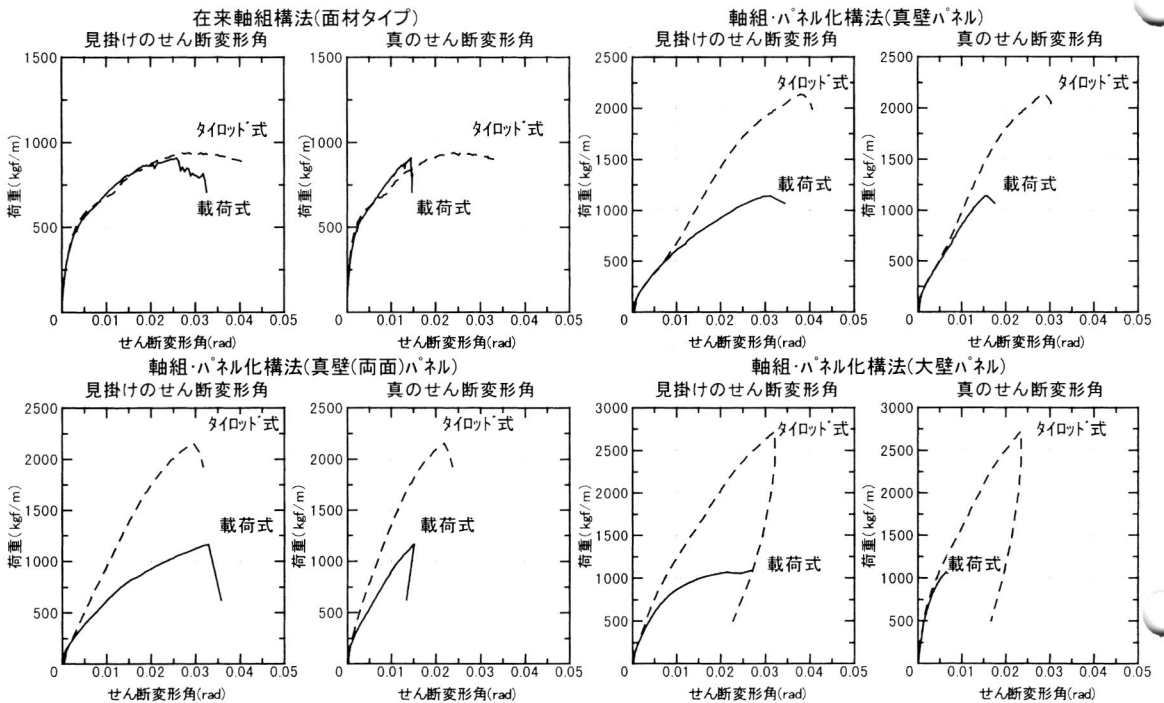 在来軸組構法(面材タイプ)
見掛けのせん断変形角
真のせん断変形角
1500
1000
500
0
荷重(kgf/m)
タイロッド式
載荷式
0 0.01 0.02 0.03 0.04 0.05
せん断変形角(rad)
1500
1000
500
荷重(kgf/m)
タイロッド式
載荷式
0 0.01 0.02 0.03 0.04 0.05
せん断変形角(rad)
軸組・パネル化構法(真壁パネル)
見掛けのせん断変形角
真のせん断変形角
2500
2000
1500
1000
500
0
荷重(kgf/m)
タイロッド式
載荷式
0 0.01 0.02 0.03 0.04 0.05
せん断変形角(rad)
2500
2000
1500
1000
500
0
荷重(kgf/m)
タイロッド式
載荷式
0 0.01 0.02 0.03 0.04 0.05
せん断変形角(rad)
軸組・パネル化構法(真壁(両面)パネル)
見掛けのせん断変形角
真のせん断変形角
2500
2000
1500
1000
500
0
荷重(kgf/m)
タイロッド式
載荷式
0 0.01 0.02 0.03 0.04 0.05
せん断変形角(rad)
2500
2000
1500
1000
500
0
荷重(kgf/m)
タイロッド式
載荷式
0 0.01 0.02 0.03 0.04 0.05
せん断変形角(rad)
軸組・パネル化構法(大壁パネル)
見掛けのせん断変形角
真のせん断変形角
3000
2500
2000
1500
1000
500
0
荷重(kgf/m)
タイロッド式
載荷式
0 0.01 0.02 0.03 0.04 0.05
せん断変形角(rad)
3000
2500
2000
1500
1000
500
0
荷重(kgf/m)
タイロッド式
載荷式
0 0.01 0.02 0.03 0.04 0.05
せん断変形角(rad)